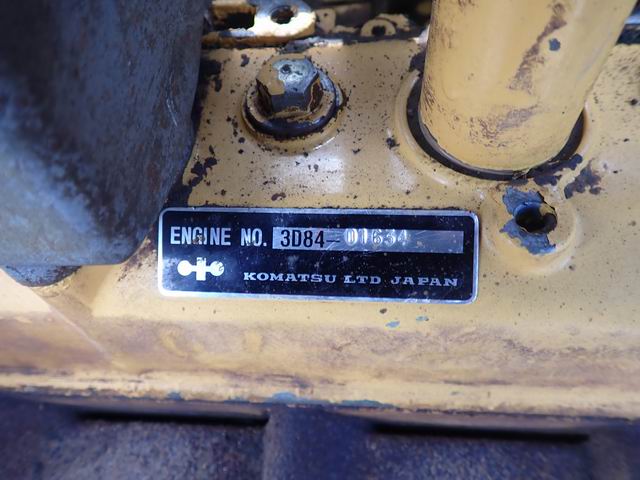 ENGINE NO. 3D84-01634
KOMATSU LTD JAPAN